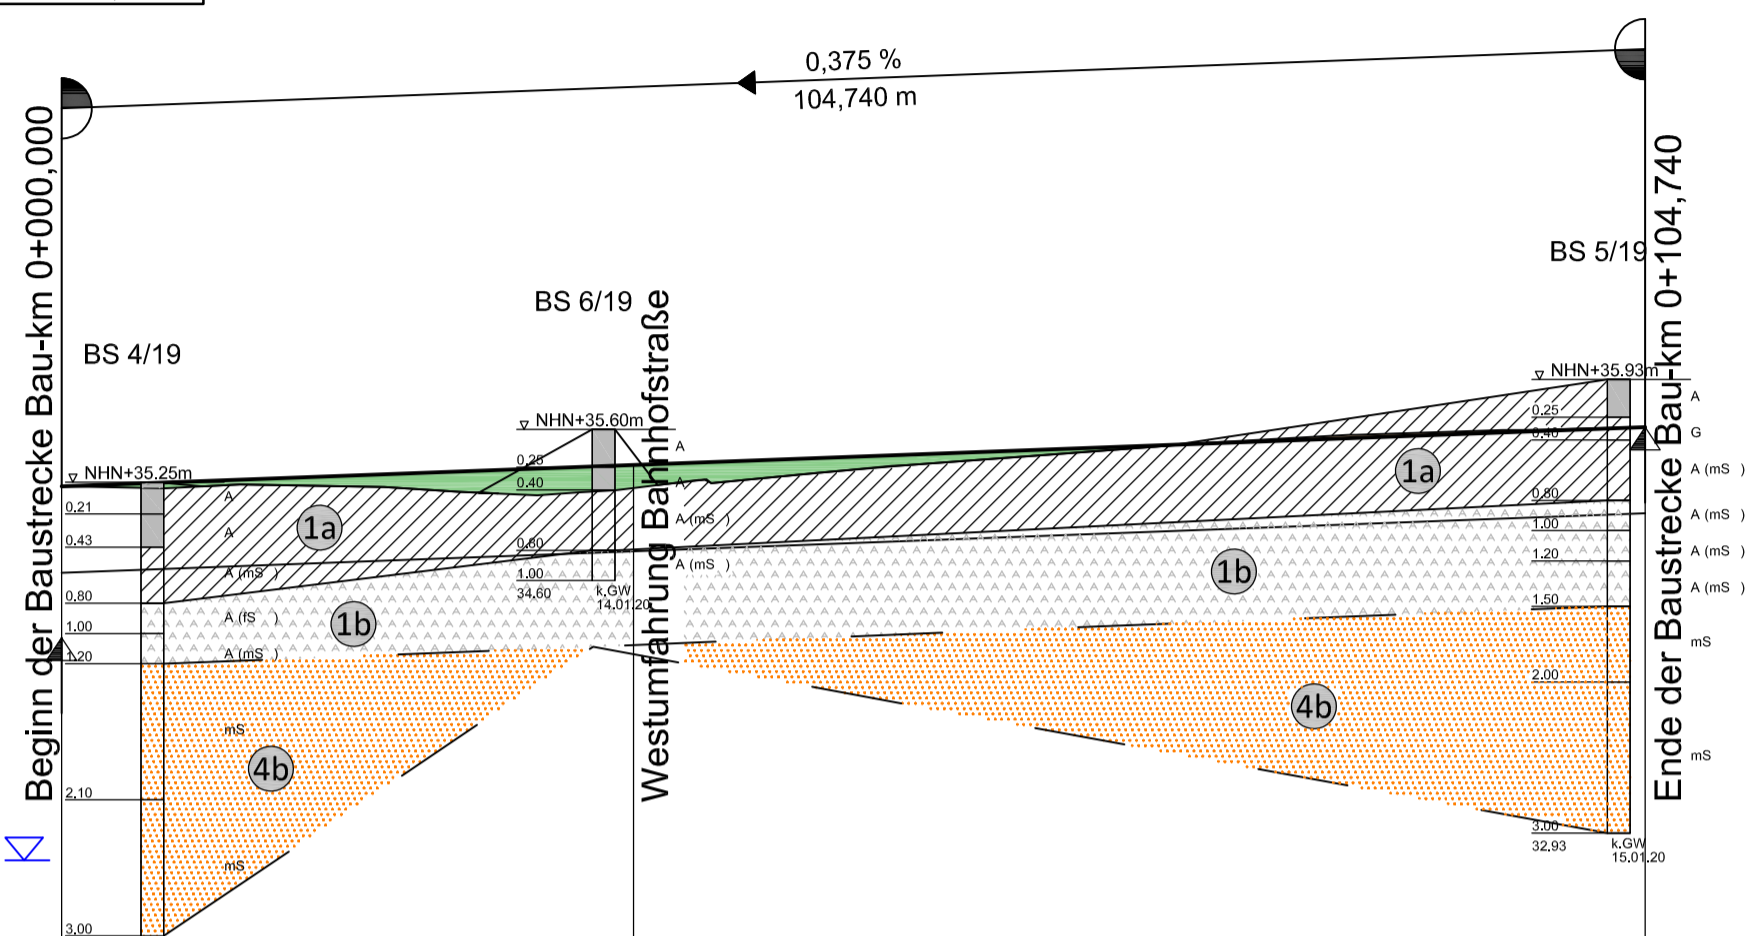 0,375 %
104,740 m
Beginn der Baustrecke Bau-km 0+000,000
BS 4/19
NHN+35.25m
0.21
0.43
0.80
1.00
1.20
2.10
3.00
A
A
A (mS )
A (fS )
A (mS )
mS
mS
1a
1b
4b
BS 6/19
NHN+35.60m
0.25
0.40
0.80
1.00
34.60
k.GW
14.01.20
A
A
A (mS )
A (mS )
Westumfahrung Bahnhofstraße
1a
1b
4b
BS 5/19
NHN+35.93m
0.25
0.40
0.80
1.00
1.20
1.50
2.00
3.00
32.93
k.GW
15.01.20
Ende der Baustrecke Bau-km 0+104,740
A
G
A (mS )
A (mS )
A (mS )
A (mS )
mS
mS